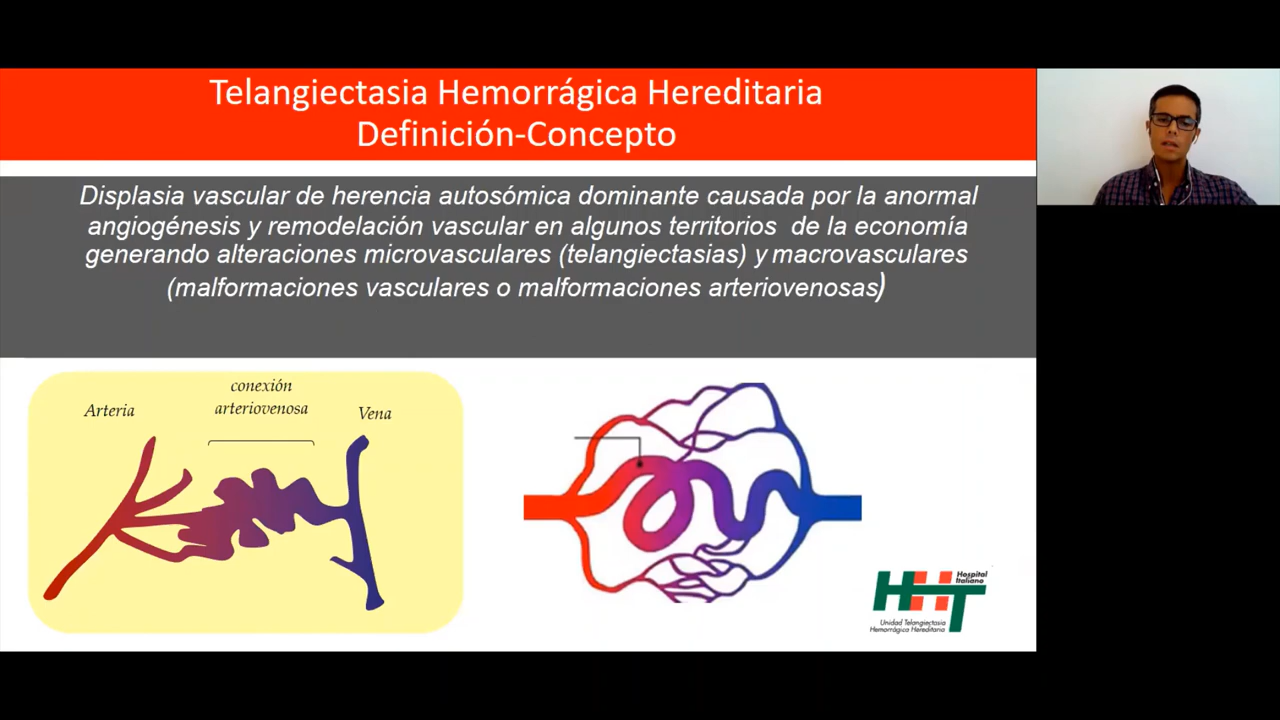 Telangiectasia Hemorrágica Hereditaria
Definición-Concepto
Displasia vascular de herencia autosómica dominante causada por la anormal
angiogénesis y remodelación vascular en algunos territorios de la economía
generando alteraciones microvasculares (telangiectasias) y macrovasculares
(malformaciones vasculares o malformaciones arteriovenosas)
conexión
arteriovenosa
Arteria
Vena
HHT
Hospital
Italiano
Unidad Telangiectasia
Hemorrágica Hereditaria